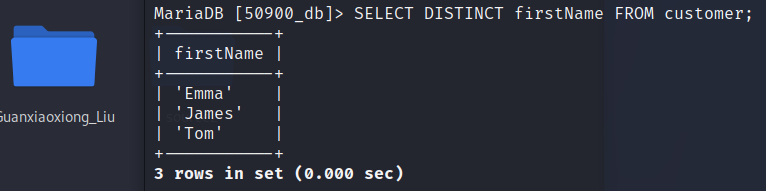 MariaDB [50900_db]> SELECT DISTINCT firstName FROM customer;
+-----------+
| firstName |
+-----------+
| 'Emma'    |
| 'James'   |
| 'Tom'     |
+-----------+
3 rows in set (0.000 sec)
Guanxiaoxiong_Liu